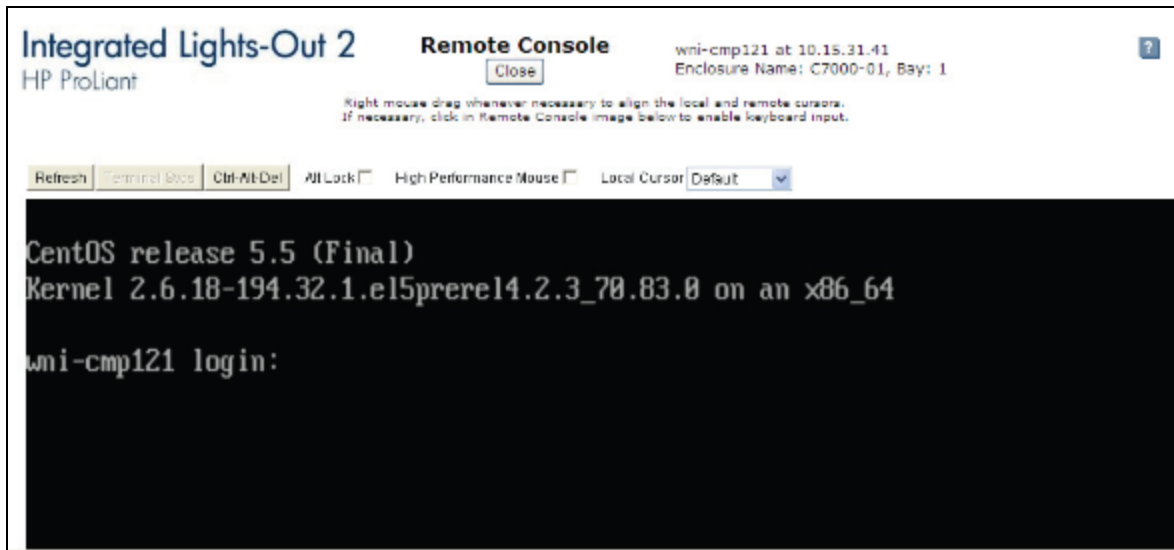 Integrated Lights-Out 2
HP ProLiant
Remote Console
Close
wni-cmp121 at 10.15.31.41
Enclosure Name: C7000-01, Bay: 1
?
Right mouse drag whenever necessary to align the local and remote cursors.
If necessary, click in Remote Console image below to enable keyboard input.
Refresh Terminal Svcs Ctrl-Alt-Del Alt Lock High Performance Mouse Local Cursor Default
CentOS release 5.5 (Final)
Kernel 2.6.18-194.32.1.el5prerel4.2.3_70.83.0 on an x86_64
wni-cmp121 login: